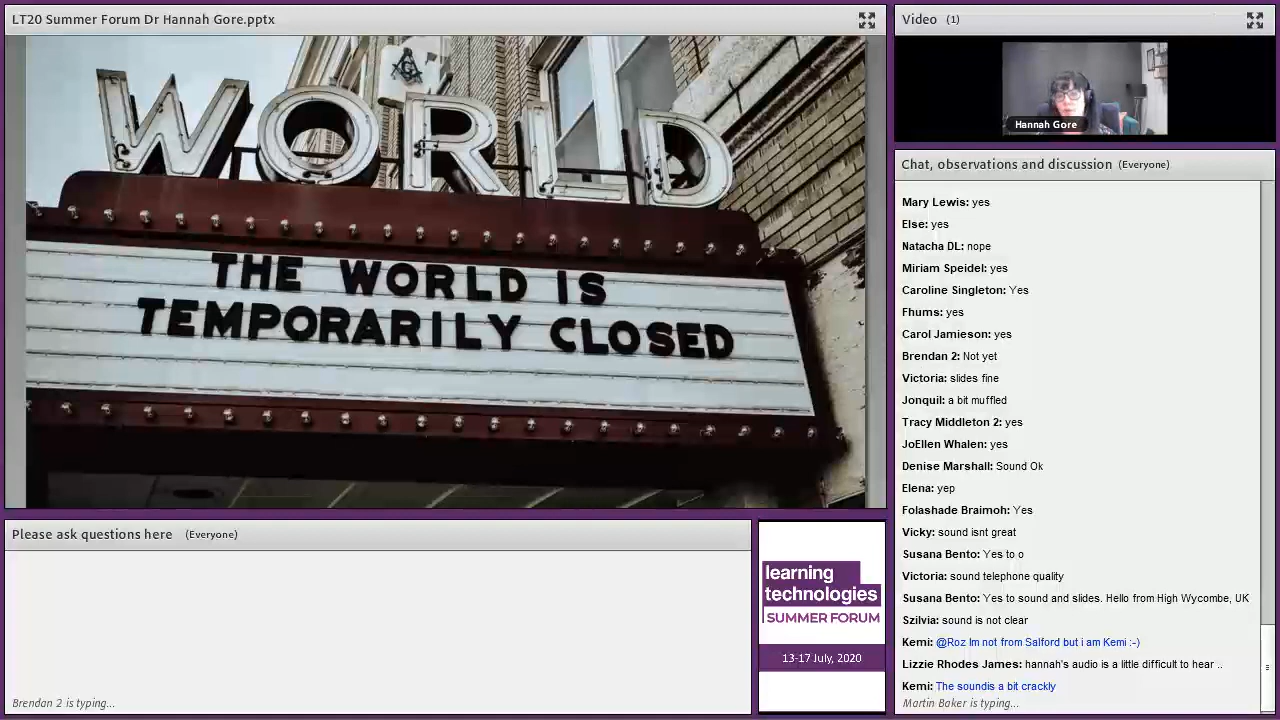 LT20 Summer Forum Dr Hannah Gore.pptx
WORLD
THE WORLD IS
TEMPORARILY CLOSED
Please ask questions here (Everyone)
Brendan 2 is typing...
learning
technologies
SUMMER FORUM
13-17 July, 2020
Video (1)
Hannah Gore
Chat, observations and discussion (Everyone)
Mary Lewis: yes
Else: yes
Natacha DL: nope
Miriam Speidel: yes
Caroline Singleton: Yes
Fhums: yes
Carol Jamieson: yes
Brendan 2: Not yet
Victoria: slides fine
Jonquil: a bit muffled
Tracy Middleton 2: yes
JoEllen Whalen: yes
Denise Marshall: Sound Ok
Elena: yep
Folashade Braimoh: Yes
Vicky: sound isnt great
Susana Bento: Yes to o
Victoria: sound telephone quality
Susana Bento: Yes to sound and slides. Hello from High Wycombe, UK
Szilvia: sound is not clear
Kemi: @Roz Im not from Salford but i am Kemi :-)
Lizzie Rhodes James: hannah's audio is a little difficult to hear ..
Kemi: The soundis a bit crackly
Martin Baker is typing...